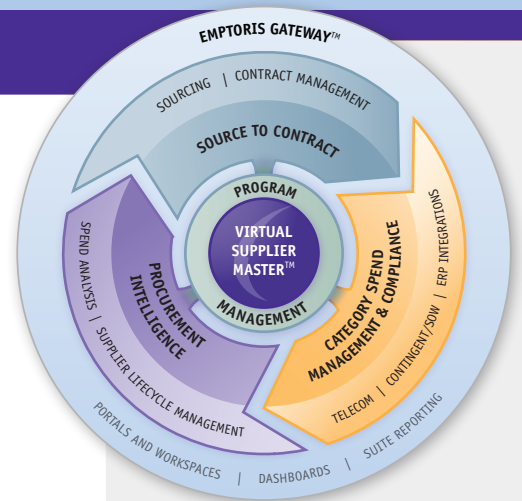 EMPTORIS GATEWAY™
SOURCING | CONTRACT MANAGEMENT
SOURCE TO CONTRACT
PROGRAM
MANAGEMENT
VIRTUAL
SUPPLIER
MASTER™
CATEGORY SPEND
MANAGEMENT & COMPLIANCE
TELECOM | CONTINGENT/SOW | ERP INTEGRATIONS
PROCUREMENT
INTELLIGENCE
SPEND ANALYSIS | SUPPLIER LIFECYCLE MANAGEMENT
PORTALS AND WORKSPACES | DASHBOARDS | SUITE REPORTING